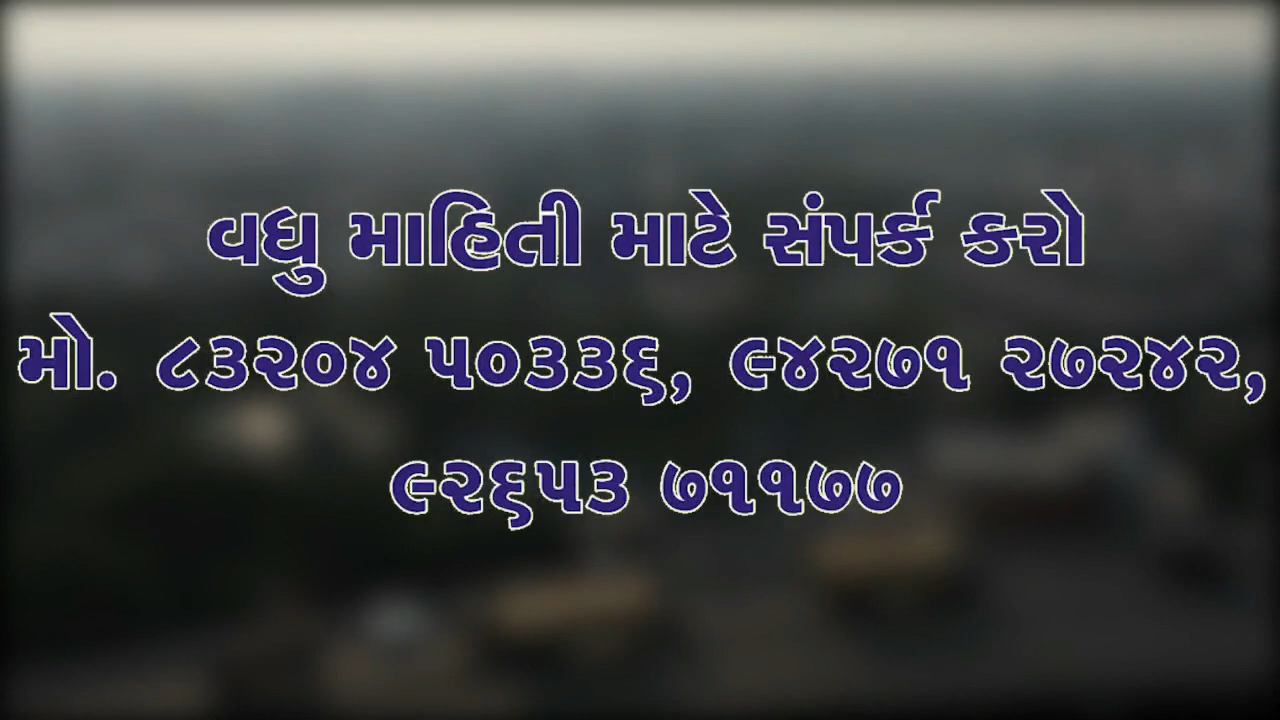 વધુ માહિતી માટે સંપર્ક કરો
મો. ૮૩૨૦૪ ૫૦૩૩૬, ૯૪૨૭૧ ૨૭૨૪૨,
૯૨૬૫૩ ૭૧૧૭૭